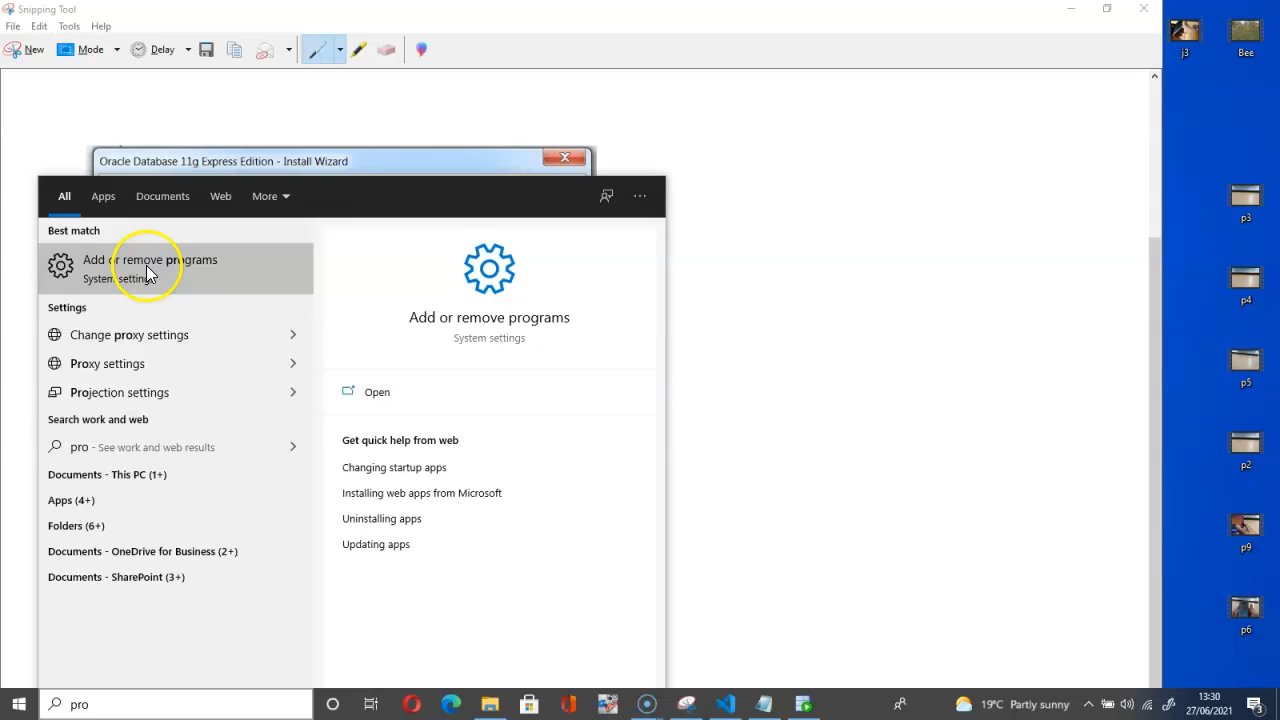 Snipping Tool
File Edit Tools Help
New Mode Delay
Oracle Database 11g Express Edition - Install Wizard
All Apps Documents Web More
Best match
Add or remove programs
System settings
Settings
Change proxy settings
Proxy settings
Projection settings
Search work and web
pro - See work and web results
Documents - This PC (1+)
Apps (4+)
Folders (6+)
Documents - OneDrive for Business (2+)
Documents - SharePoint (3+)
Add or remove programs
System settings
Open
Get quick help from web
Changing startup apps
Installing web apps from Microsoft
Uninstalling apps
Updating apps
j3
Bee
p3
p4
p5
p2
p9
p6
pro
19°C Partly sunny
13:30
27/06/2021
3